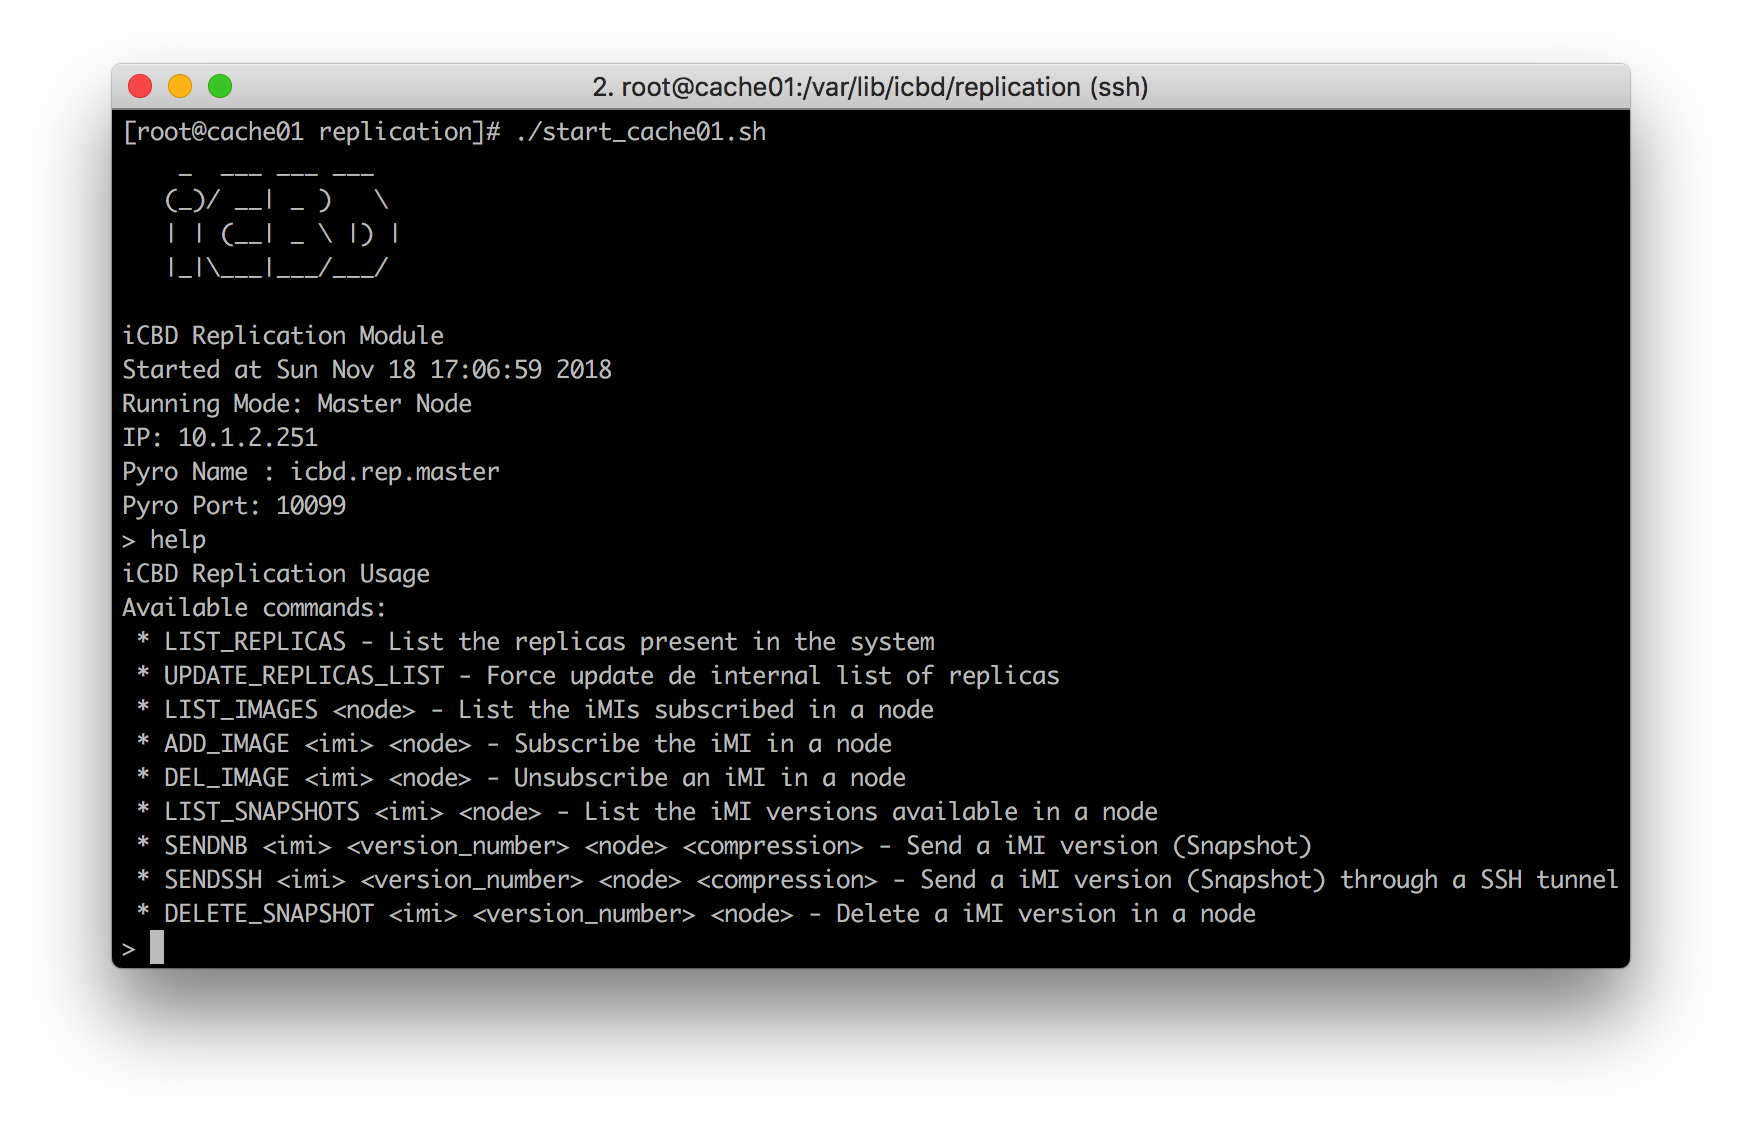 2. root@cache01:/var/lib/icbd/replication (ssh)
[root@cache01 replication]# ./start_cache01.sh
    _  ___ ___ ___
   (_)/ __| _ )   \
   | | (__| _ \ |) |
   |_|\___|___/___/
iCBD Replication Module
Started at Sun Nov 18 17:06:59 2018
Running Mode: Master Node
IP: 10.1.2.251
Pyro Name : icbd.rep.master
Pyro Port: 10099
> help
iCBD Replication Usage
Available commands:
 * LIST_REPLICAS - List the replicas present in the system
 * UPDATE_REPLICAS_LIST - Force update de internal list of replicas
 * LIST_IMAGES <node> - List the iMIs subscribed in a node
 * ADD_IMAGE <imi> <node> - Subscribe the iMI in a node
 * DEL_IMAGE <imi> <node> - Unsubscribe an iMI in a node
 * LIST_SNAPSHOTS <imi> <node> - List the iMI versions available in a node
 * SENDNB <imi> <version_number> <node> <compression> - Send a iMI version (Snapshot)
 * SENDSSH <imi> <version_number> <node> <compression> - Send a iMI version (Snapshot) through a SSH tunnel
 * DELETE_SNAPSHOT <imi> <version_number> <node> - Delete a iMI version in a node
>